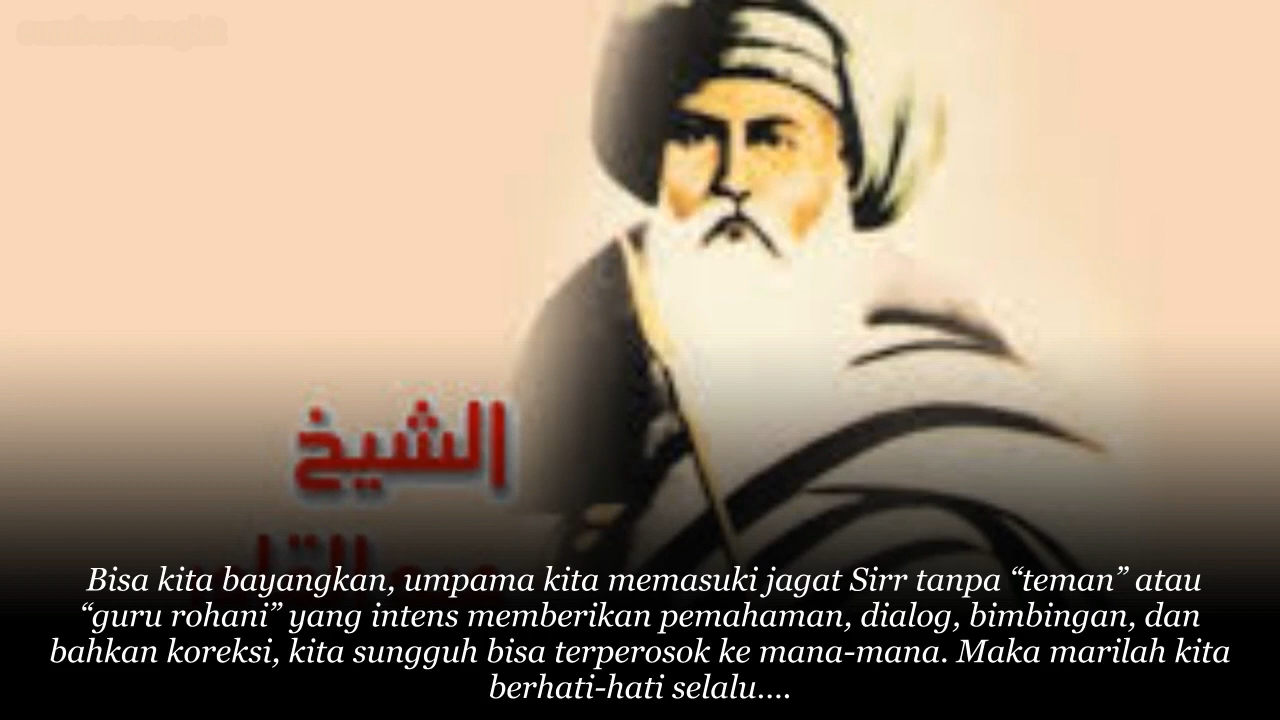 الشيخ
Bisa kita bayangkan, umpama kita memasuki jagat Sirr tanpa “teman” atau
“guru rohani” yang intens memberikan pemahaman, dialog, bimbingan, dan
bahkan koreksi, kita sungguh bisa terperosok ke mana-mana. Maka marilah kita
berhati-hati selalu....